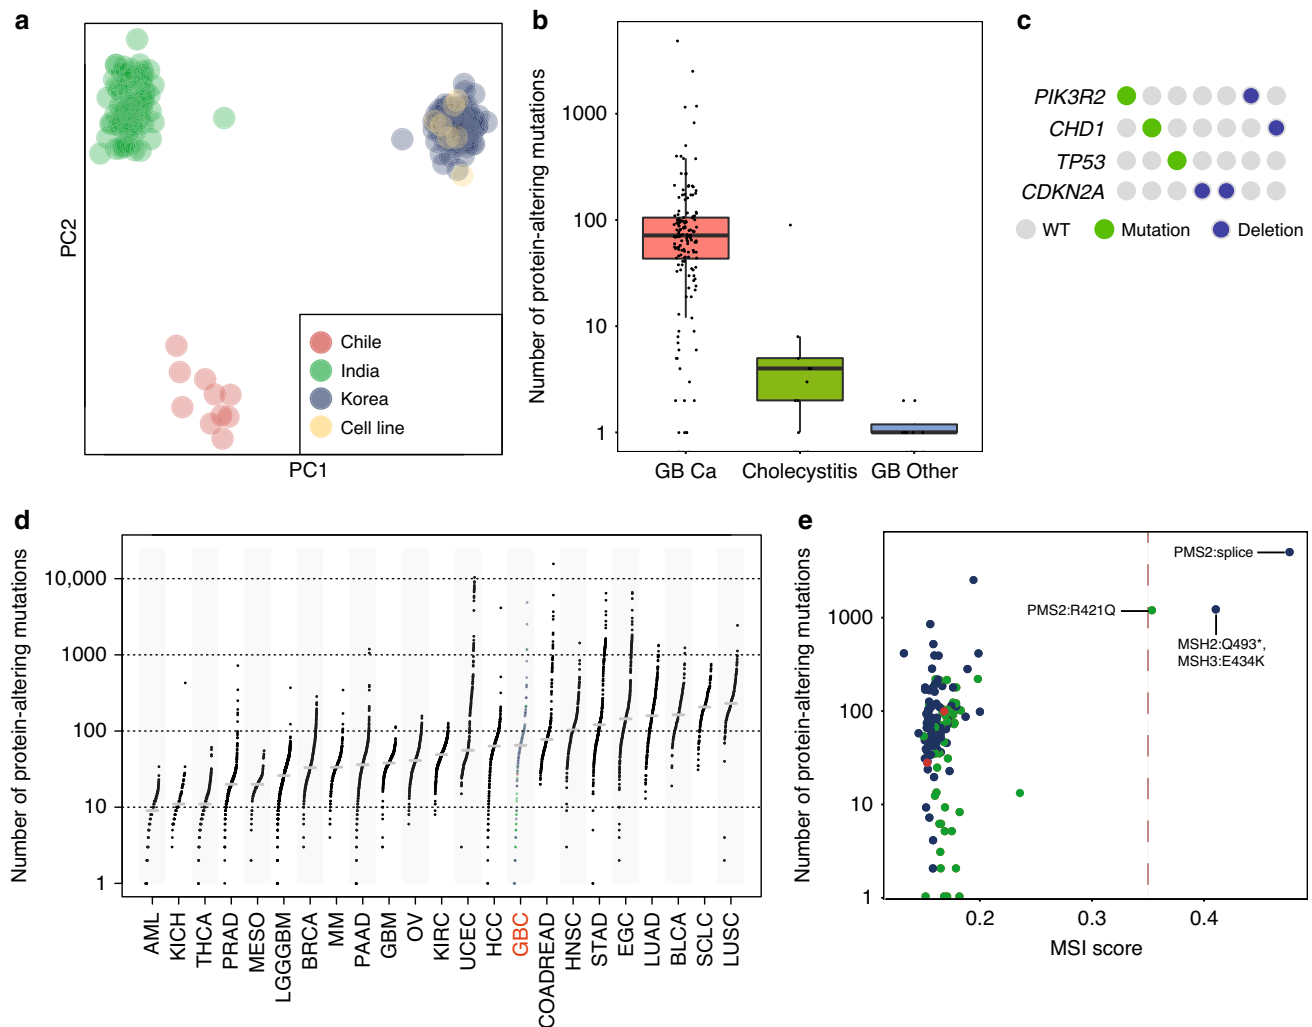 a
PC2
PC1
Chile
India
Korea
Cell line
b
Number of protein-altering mutations
1000
100
10
1
GB Ca
Cholecystitis
GB Other
c
PIK3R2
CHD1
TP53
CDKN2A
WT
Mutation
Deletion
d
Number of protein-altering mutations
10,000
1000
100
10
1
AML
KICH
THCA
PRAD
MESO
LGGGBM
BRCA
MM
PAAD
GBM
OV
KIRC
UCEC
HCC
GBC
COADREAD
HNSC
STAD
EGC
LUAD
BLCA
SCLC
LUSC
e
Number of protein-altering mutations
1000
100
10
1
PMS2:splice
PMS2:R421Q
MSH2:Q493*,
MSH3:E434K
0.2
0.3
0.4
MSI score